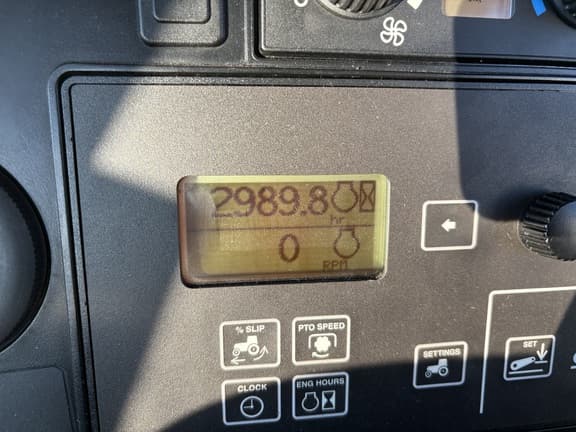 2989.8
hr
0
RPM
% SLIP
PTO SPEED
CLOCK
ENG HOURS
SETTINGS
SET